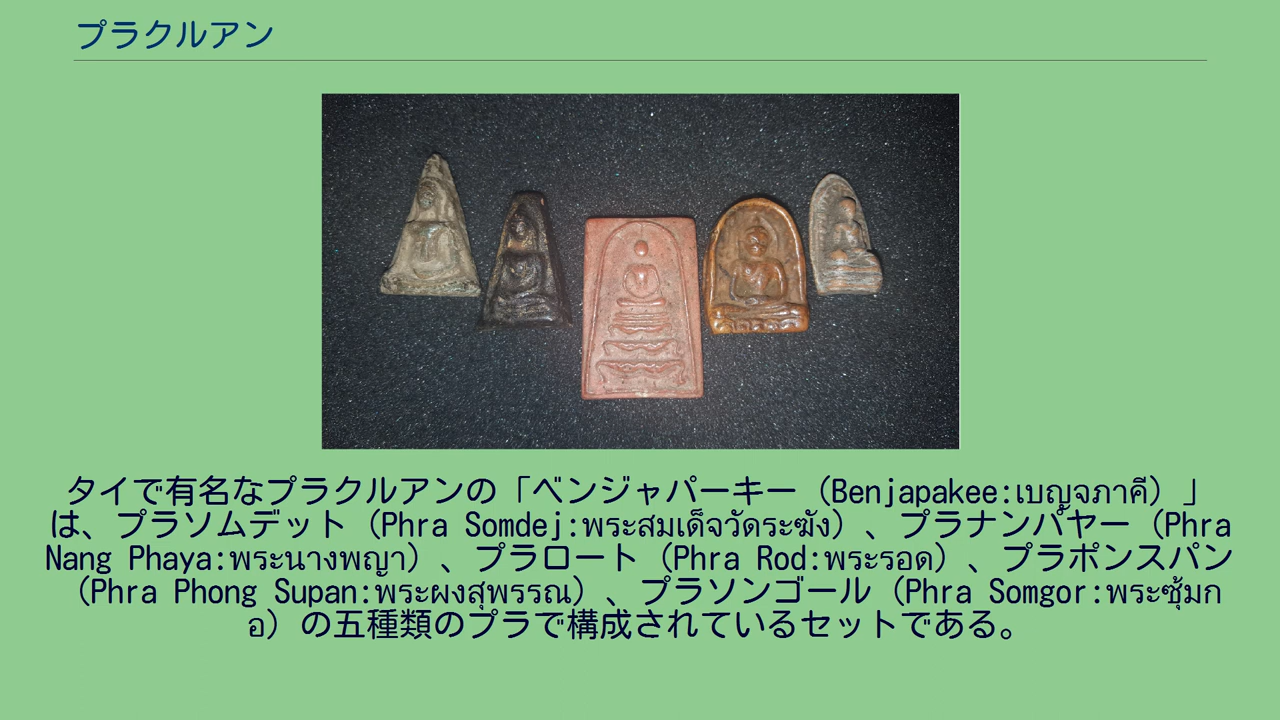 プラクルアン
タイで有名なプラクルアンの「ベンジャパーキー（Benjapakee:เบญจภาคี）」
は、プラソムデット（Phra Somdej:พระสมเด็จวัดระฆัง）、プラナンパヤー（Phra
Nang Phaya:พระนางพญา）、プラロート（Phra Rod:พระรอด）、プラポンスパン
（Phra Phong Supan:พระผงสุพรรณ）、プラソンゴール（Phra Somgor:พระซุ้มก
อ）の五種類のプラで構成されているセットである。